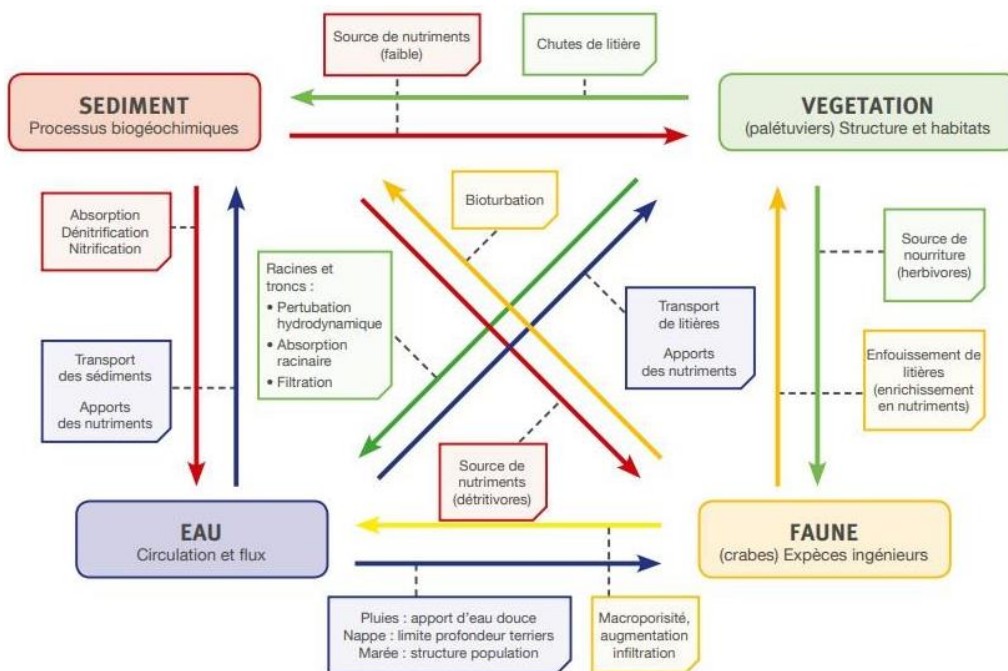 Source de nutriments
(faible)
Chutes de litière
SEDIMENT
Processus biogéochimiques
VEGETATION
(palétuviers) Structure et habitats
Absorption
Dénitrification
Nitrification
Bioturbation
Source de
nourriture
(herbivores)
Racines et
troncs :
• Pertubation
hydrodynamique
• Absorption
racinaire
• Filtration
Transport
de litières
Apports
des nutriments
Transport
des sédiments
Apports
des nutriments
Enfouissement de
litières
(enrichissement
en nutriments)
Source de
nutriments
(détritivores)
EAU
Circulation et flux
FAUNE
(crabes) Expèces ingénieurs
Pluies : apport d'eau douce
Nappe : limite profondeur terriers
Marée : structure population
Macroporisité,
augmentation
infiltration